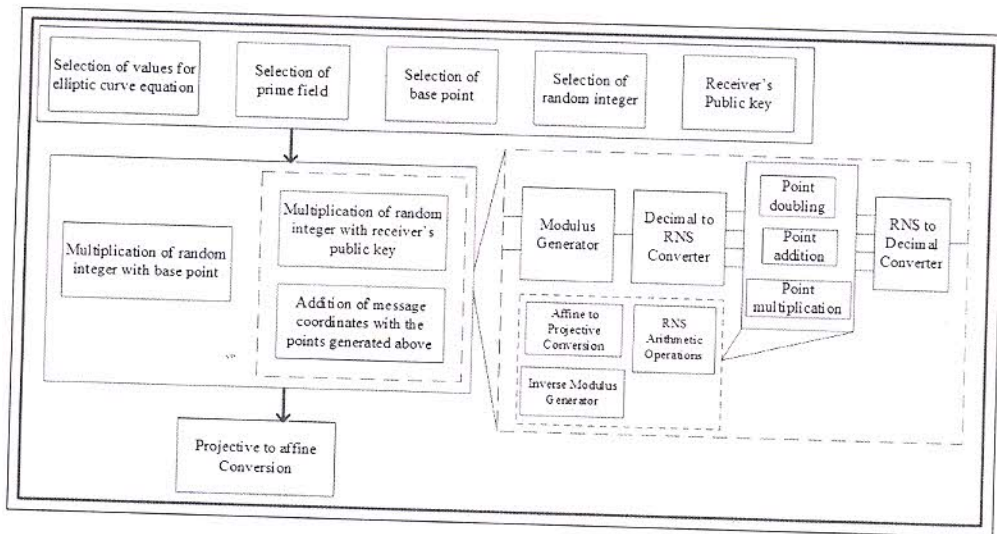 Selection of values for
elliptic curve equation
Selection of
prime field
Selection of
base point
Selection of
random integer
Receiver's
Public key
Multiplication of random
integer with base point
Multiplication of random
integer with receiver's
public key
Addition of message
coordinates with the
points generated above
Modulus
Generator
Decimal to
RNS
Converter
Point
doubling
Point
addition
Point
multiplication
RNS to
Decimal
Converter
Affine to
Projective
Conversion
RNS
Arithmetic
Operations
Inverse Modulus
Generator
Projective to affine
Conversion